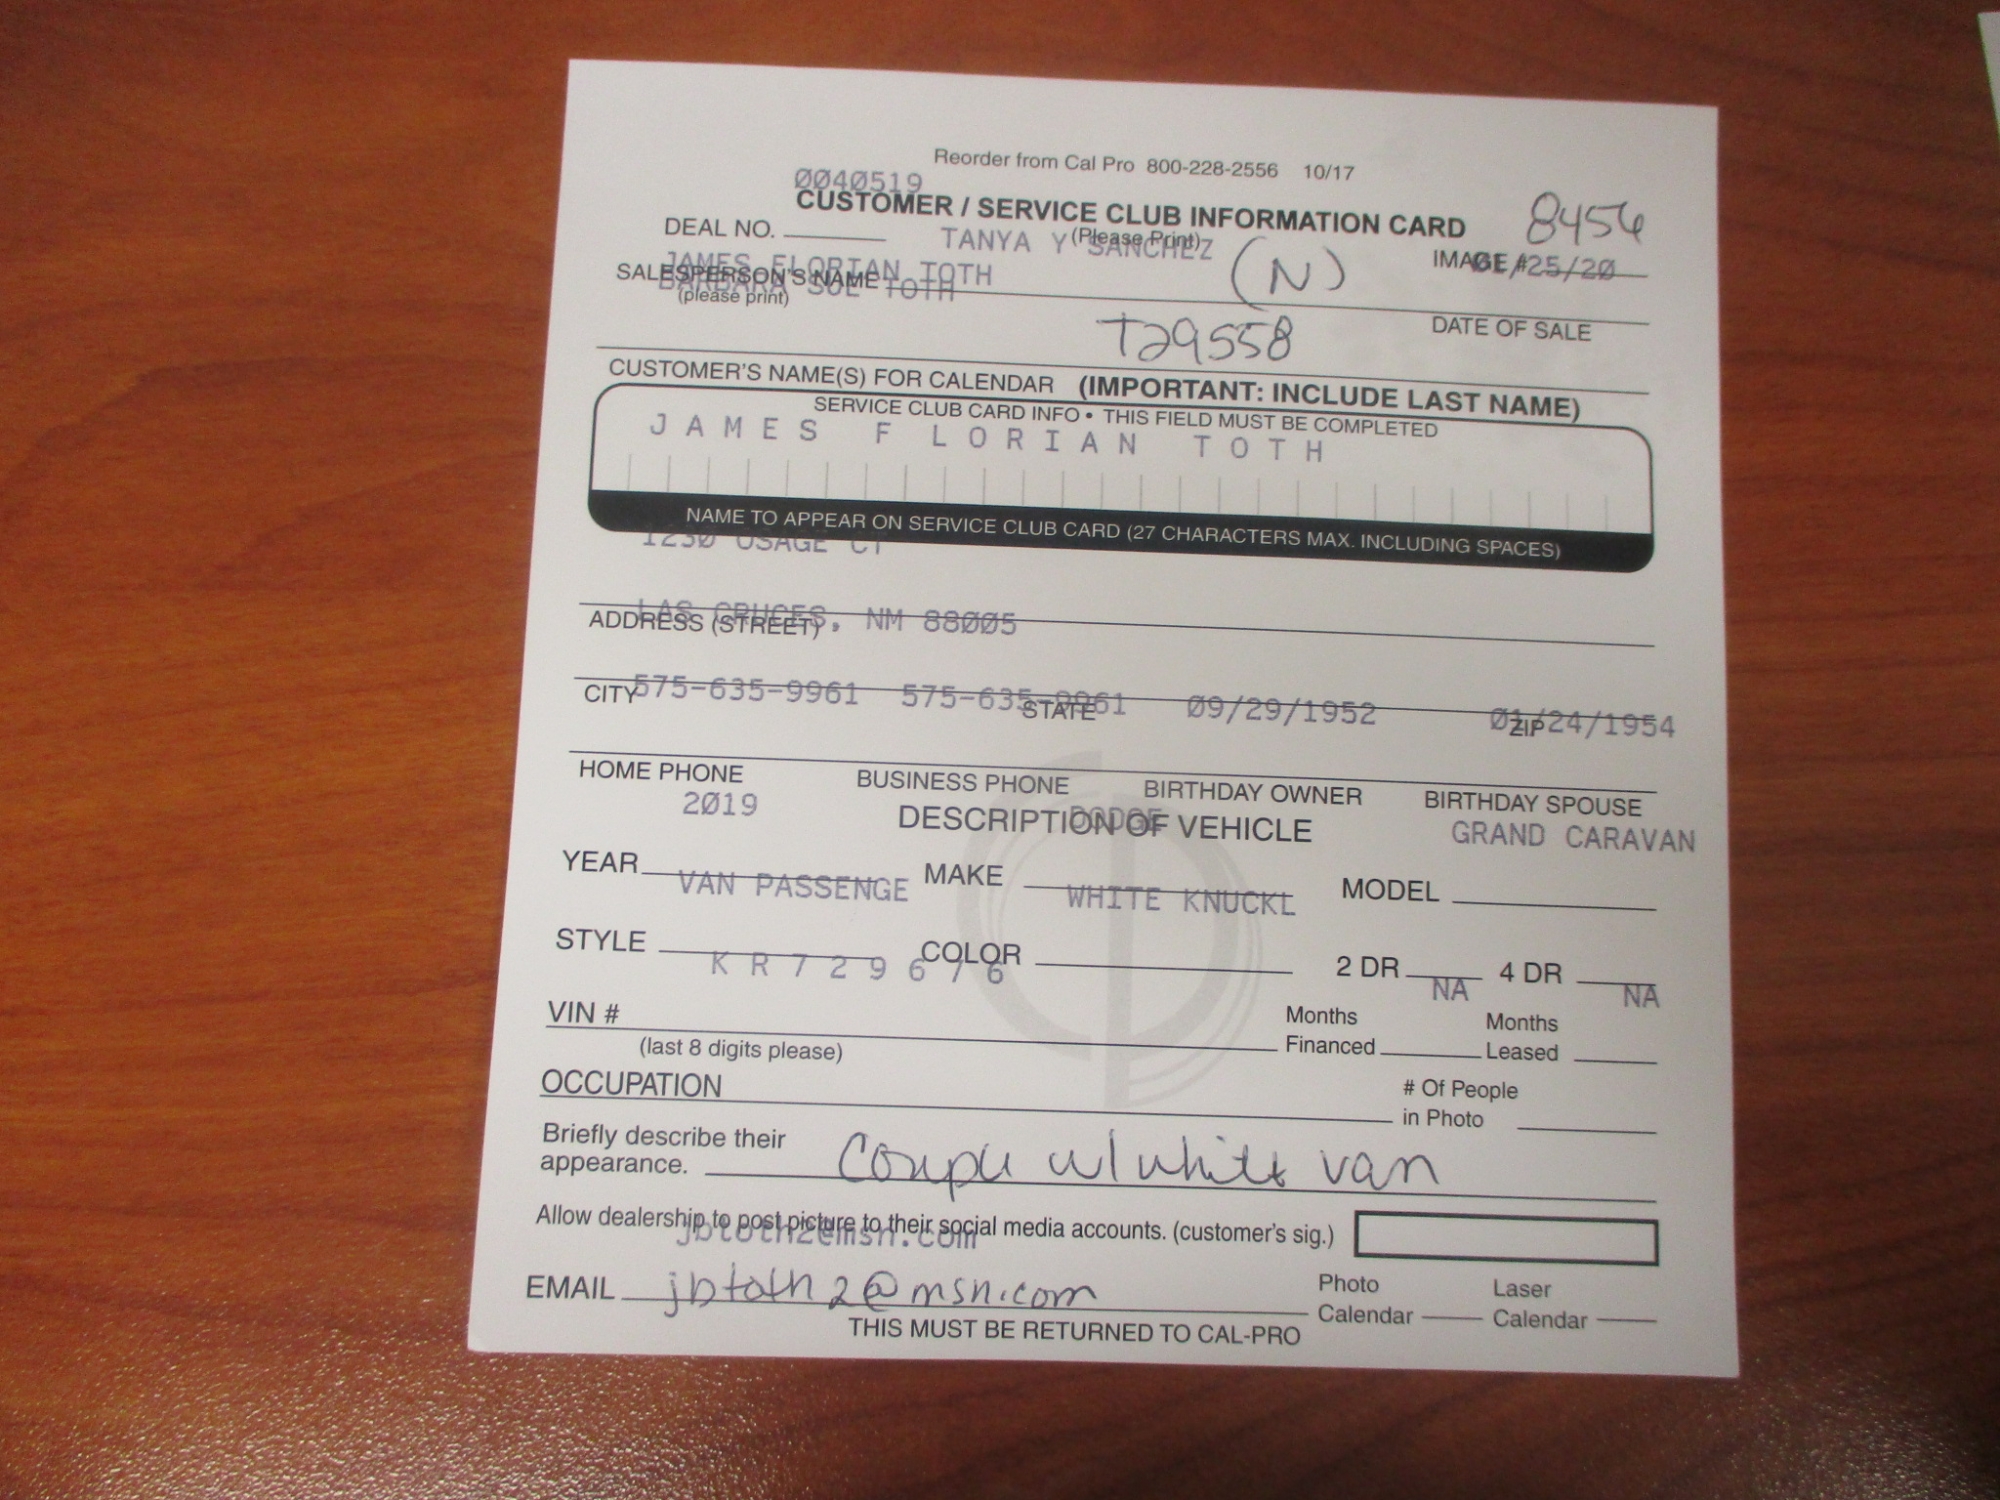 Reorder from Cal Pro 800-228-2556 10/17
0040519
CUSTOMER / SERVICE CLUB INFORMATION CARD
8456
DEAL NO.
TANYA Y SANCHEZ
(Please Print)
(N)
IMAGE #
01/25/20
JAMES FLORIAN TOTH
SALESPERSON'S NAME
BARBARA SUE TOTH
(please print)
T29558
DATE OF SALE
CUSTOMER'S NAME(S) FOR CALENDAR (IMPORTANT: INCLUDE LAST NAME)
SERVICE CLUB CARD INFO • THIS FIELD MUST BE COMPLETED
JAMES FLORIAN TOTH
NAME TO APPEAR ON SERVICE CLUB CARD (27 CHARACTERS MAX. INCLUDING SPACES)
1230 OSAGE CT
LAS CRUCES, NM 88005
ADDRESS (STREET)
575-635-9961 575-635-9961 09/29/1952 01/24/1954
CITY STATE ZIP
HOME PHONE BUSINESS PHONE BIRTHDAY OWNER BIRTHDAY SPOUSE
2019 DODGE GRAND CARAVAN
DESCRIPTION OF VEHICLE
YEAR MAKE MODEL
VAN PASSENGE WHITE KNUCKL
STYLE COLOR 2 DR 4 DR
KR729676 NA NA
VIN # Months Financed Months Leased
(last 8 digits please)
OCCUPATION # Of People in Photo
Briefly describe their
appearance. Couple w/ white van
Allow dealership to post picture to their social media accounts. (customer's sig.)
jbtoth2@msn.com
EMAIL jbtoth2@msn.com Photo Calendar Laser Calendar
THIS MUST BE RETURNED TO CAL-PRO